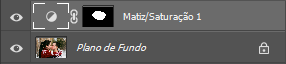 Matiz/Saturação 1
Plano de Fundo